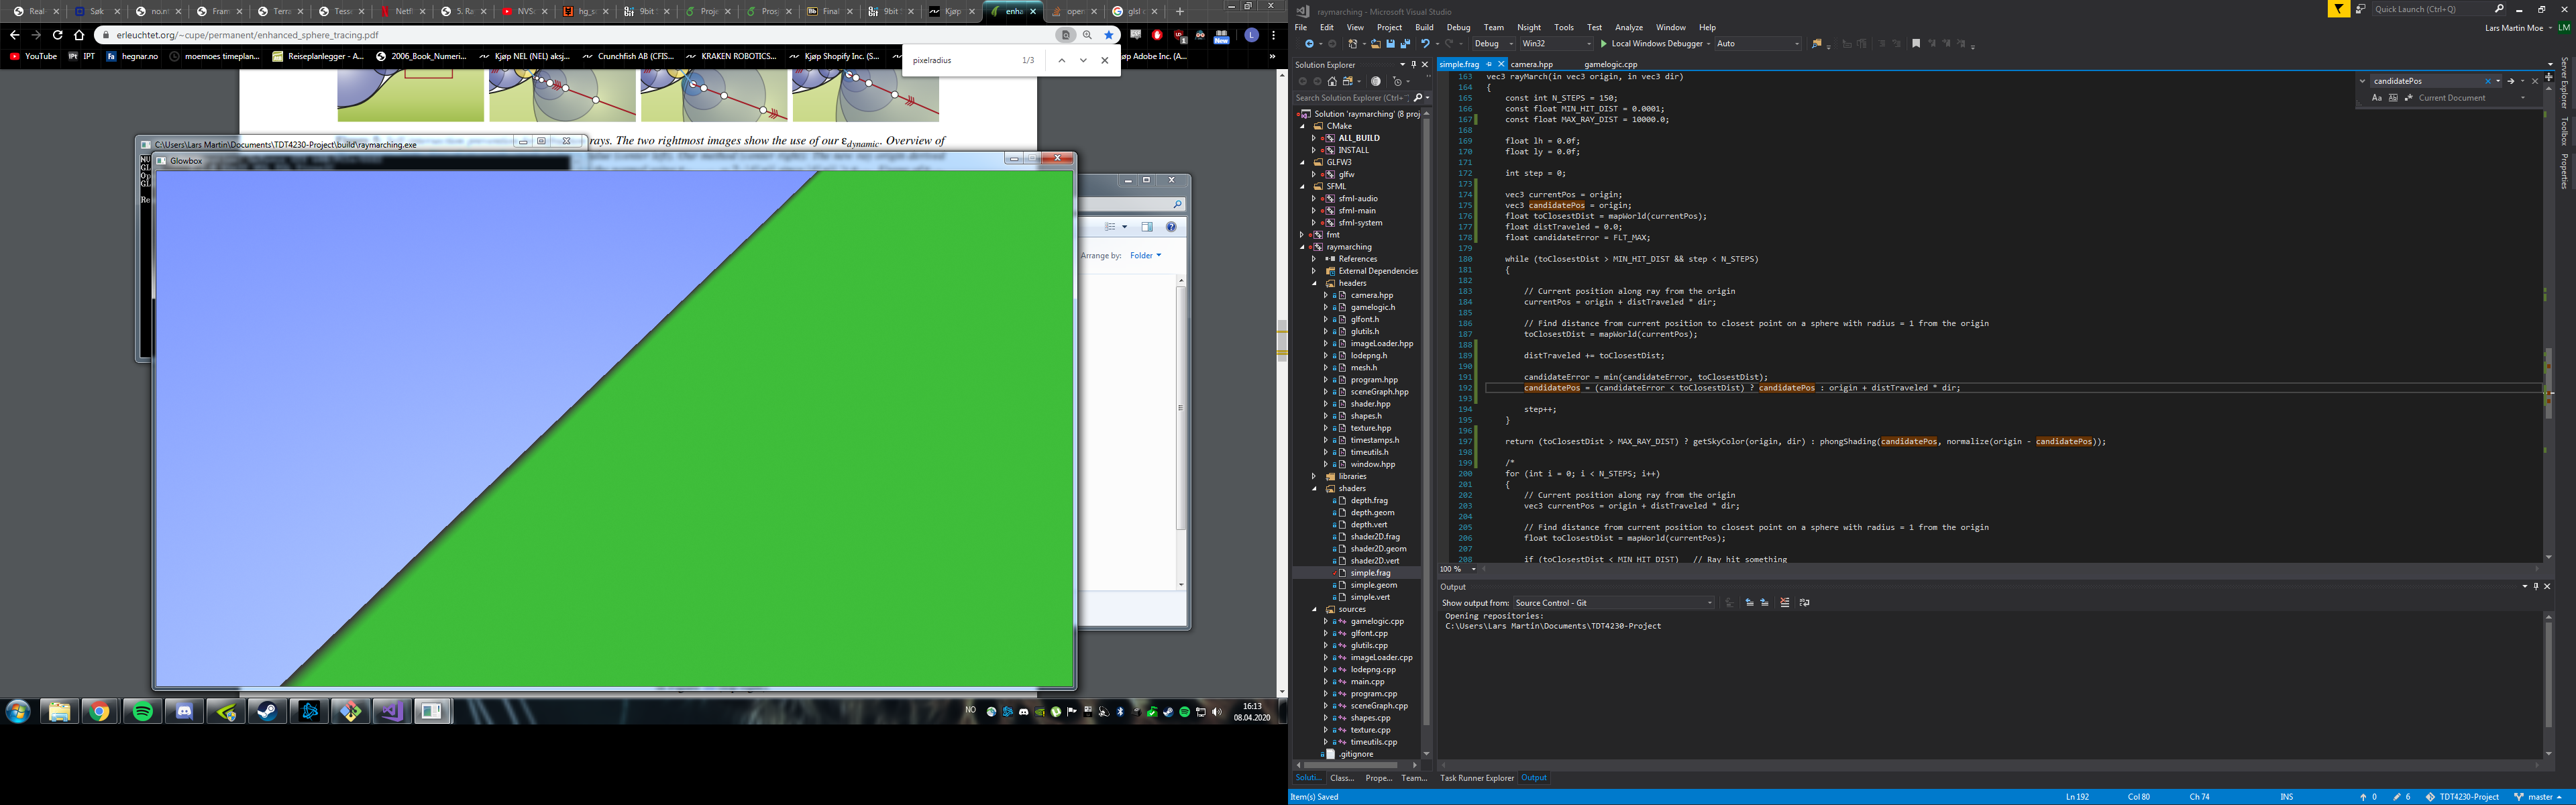 Real-
Søk
no.m
Fram
Terra
Tesse
Netfl
5. Ra
NVSc
hg_s
9bit
Proje
Prosj
Final
9bit
Kjøp
enha
open
glsl c
erleuchtet.org/~cupe/permanent/enhanced_sphere_tracing.pdf
YouTube
IPT
hegnar.no
moemoes timeplan...
Reiseplanlegger - A...
2006_Book_Numeri...
Kjøp NEL (NEL) aksj...
Crunchfish AB (CFIS...
KRAKEN ROBOTICS...
Kjøp Shopify Inc. (S...
øp Adobe Inc. (A...
pixelradius 1/3
rays. The two rightmost images show the use of our εdynamic. Overview of
C:\Users\Lars Martin\Documents\TDT4230-Project\build\raymarching.exe
Glowbox
Arrange by: Folder
NO
16:13
08.04.2020
raymarching - Microsoft Visual Studio
Quick Launch (Ctrl+Q)
File Edit View Project Build Debug Team Nsight Tools Test Analyze Window Help
Lars Martin Moe LM
Debug Win32 Local Windows Debugger Auto
Solution Explorer
Search Solution Explorer (Ctrl+¨)
Solution 'raymarching' (8 proj
CMake
ALL_BUILD
INSTALL
GLFW3
glfw
SFML
sfml-audio
sfml-main
sfml-system
fmt
raymarching
References
External Dependencies
headers
camera.hpp
gamelogic.h
glfont.h
glutils.h
imageLoader.hpp
lodepng.h
mesh.h
program.hpp
sceneGraph.hpp
shader.hpp
shapes.h
texture.hpp
timestamps.h
timeutils.h
window.hpp
libraries
shaders
depth.frag
depth.geom
depth.vert
shader2D.frag
shader2D.geom
shader2D.vert
simple.frag
simple.geom
simple.vert
sources
gamelogic.cpp
glfont.cpp
glutils.cpp
imageLoader.cpp
lodepng.cpp
main.cpp
program.cpp
sceneGraph.cpp
shapes.cpp
texture.cpp
timeutils.cpp
.gitignore
Soluti... Class... Prope... Team...
simple.frag camera.hpp gamelogic.cpp
candidatePos
Aa Current Document
163 vec3 rayMarch(in vec3 origin, in vec3 dir)
164 {
165 const int N_STEPS = 150;
166 const float MIN_HIT_DIST = 0.0001;
167 const float MAX_RAY_DIST = 10000.0;
168
169 float lh = 0.0f;
170 float ly = 0.0f;
171
172 int step = 0;
173
174 vec3 currentPos = origin;
175 vec3 candidatePos = origin;
176 float toClosestDist = mapWorld(currentPos);
177 float distTraveled = 0.0;
178 float candidateError = FLT_MAX;
179
180 while (toClosestDist > MIN_HIT_DIST && step < N_STEPS)
181 {
182
183 // Current position along ray from the origin
184 currentPos = origin + distTraveled * dir;
185
186 // Find distance from current position to closest point on a sphere with radius = 1 from the origin
187 toClosestDist = mapWorld(currentPos);
188
189 distTraveled += toClosestDist;
190
191 candidateError = min(candidateError, toClosestDist);
192 candidatePos = (candidateError < toClosestDist) ? candidatePos : origin + distTraveled * dir;
193
194 step++;
195 }
196
197 return (toClosestDist > MAX_RAY_DIST) ? getSkyColor(origin, dir) : phongShading(candidatePos, normalize(origin - candidatePos));
198
199 /*
200 for (int i = 0; i < N_STEPS; i++)
201 {
202 // Current position along ray from the origin
203 vec3 currentPos = origin + distTraveled * dir;
204
205 // Find distance from current position to closest point on a sphere with radius = 1 from the origin
206 float toClosestDist = mapWorld(currentPos);
207
208 if (toClosestDist < MIN_HIT_DIST) // Ray hit something
100 %
Output
Show output from: Source Control - Git
Opening repositories:
C:\Users\Lars Martin\Documents\TDT4230-Project
Task Runner Explorer Output
Server Explorer
Toolbox
Properties
Item(s) Saved
Ln 192 Col 80 Ch 74 INS 0 6 TDT4230-Project master